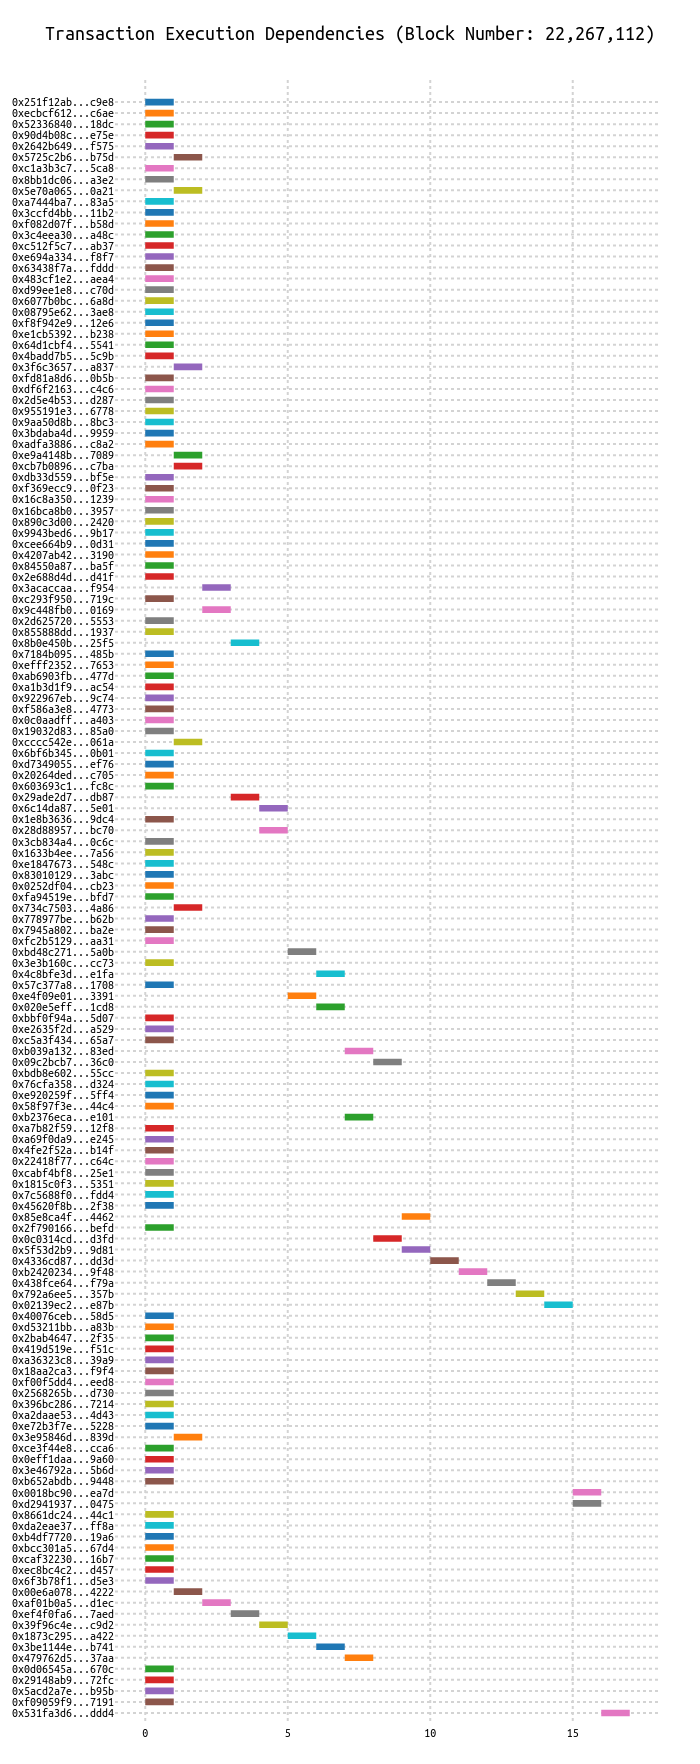 Transaction Execution Dependencies (Block Number: 22,267,112)
0x251f12ab...c9e8
0xecbcf612...c6ae
0x52336840...18dc
0x90d4b08c...e75e
0x2642b649...f575
0x5725c2b6...b75d
0xc1a3b3c7...5ca8
0x8bb1dc06...a3e2
0x5e70a065...0a21
0xa7444ba7...83a5
0x3ccfd4bb...11b2
0xf082d07f...b58d
0x3c4eea30...a48c
0xc512f5c7...ab37
0xe694a334...f8f7
0x63438f7a...fddd
0x483cf1e2...aea4
0xd99ee1e8...c70d
0x6077b0bc...6a8d
0x08795e62...3ae8
0xf8f942e9...12e6
0xe1cb5392...b238
0x64d1cbf4...5541
0x4badd7b5...5c9b
0x3f6c3657...a837
0xfd81a8d6...0b5b
0xdf6f2163...c4c6
0x2d5e4b53...d287
0x955191e3...6778
0x9aa50d8b...8bc3
0x3bdaba4d...9959
0xadfa3886...c8a2
0xe9a4148b...7089
0xcb7b0896...c7ba
0xdb33d559...bf5e
0xf369ecc9...0f23
0x16c8a350...1239
0x16bca8b0...3957
0x890c3d00...2420
0x9943bed6...9b17
0xcee664b9...0d31
0x4207ab42...3190
0x84550a87...ba5f
0x2e688d4d...d41f
0x3acaccaa...f954
0xc293f950...719c
0x9c448fb0...0169
0x2d625720...5553
0x855888dd...1937
0x8b0e450b...25f5
0x7184b095...485b
0xefff2352...7653
0xab6903fb...477d
0xa1b3d1f9...ac54
0x922967eb...9c74
0xf586a3e8...4773
0x0c0aadff...a403
0x19032d83...85a0
0xcccc542e...061a
0x6bf6b345...0b01
0xd7349055...ef76
0x20264ded...c705
0x603693c1...fc8c
0x29ade2d7...db87
0x6c14da87...5e01
0x1e8b3636...9dc4
0x28d88957...bc70
0x3cb834a4...0c6c
0x1633b4ee...7a56
0xe1847673...548c
0x83010129...3abc
0x0252df04...cb23
0xfa94519e...bfd7
0x734c7503...4a86
0x778977be...b62b
0x7945a802...ba2e
0xfc2b5129...aa31
0xbd48c271...5a0b
0x3e3b160c...cc73
0x4c8bfe3d...e1fa
0x57c377a8...1708
0xe4f09e01...3391
0x020e5eff...1cd8
0xbbf0f94a...5d07
0xe2635f2d...a529
0xc5a3f434...65a7
0xb039a132...83ed
0x09c2bcb7...36c0
0xbdb8e602...55cc
0x76cfa358...d324
0xe920259f...5ff4
0x58f97f3e...44c4
0xb2376eca...e101
0xa7b82f59...12f8
0xa69f0da9...e245
0x4fe2f52a...b14f
0x22418f77...c64c
0xcabf4bf8...25e1
0x1815c0f3...5351
0x7c5688f0...fdd4
0x45620f8b...2f38
0x85e8ca4f...4462
0x2f790166...befd
0x0c0314cd...d3fd
0x5f53d2b9...9d81
0x4336cd87...dd3d
0xb2420234...9f48
0x438fce64...f79a
0x792a6ee5...357b
0x02139ec2...e87b
0x40076ceb...58d5
0xd53211bb...a83b
0x2bab4647...2f35
0x419d519e...f51c
0xa36323c8...39a9
0x18aa2ca3...f9f4
0xf00f5dd4...eed8
0x2568265b...d730
0x396bc286...7214
0xa2daae53...4d43
0xe72b3f7e...5228
0x3e95846d...839d
0xce3f44e8...cca6
0x0eff1daa...9a60
0x3e46792a...5b6d
0xb652abdb...9448
0x0018bc90...ea7d
0xd2941937...0475
0x8661dc24...44c1
0xda2eae37...ff8a
0xb4df7720...19a6
0xbcc301a5...67d4
0xcaf32230...16b7
0xec8bc4c2...d457
0x6f3b78f1...d5e3
0x00e6a078...4222
0xaf01b0a5...d1ec
0xef4f0fa6...7aed
0x39f96c4e...c9d2
0x1873c295...a422
0x3be1144e...b741
0x479762d5...37aa
0x0d06545a...670c
0x29148ab9...72fc
0x5acd2a7e...b95b
0xf09059f9...7191
0x531fa3d6...ddd4
0 5 10 15